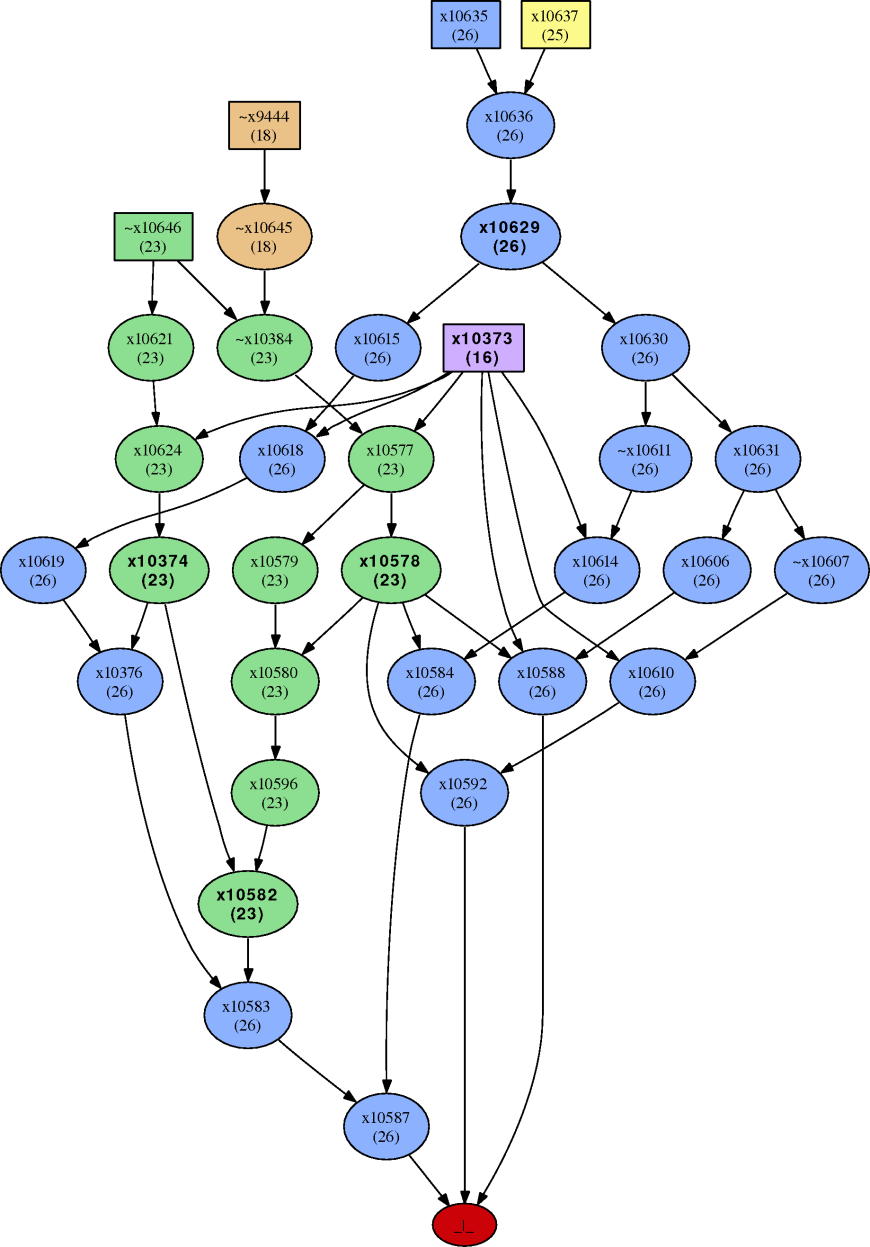 x10635
(26)
x10637
(25)
~x9444
(18)
x10636
(26)
~x10646
(23)
~x10645
(18)
x10629
(26)
x10621
(23)
~x10384
(23)
x10615
(26)
x10373
(16)
x10630
(26)
x10624
(23)
x10618
(26)
x10577
(23)
~x10611
(26)
x10631
(26)
x10619
(26)
x10374
(23)
x10579
(23)
x10578
(23)
x10614
(26)
x10606
(26)
~x10607
(26)
x10376
(26)
x10580
(23)
x10584
(26)
x10588
(26)
x10610
(26)
x10596
(23)
x10592
(26)
x10582
(23)
x10583
(26)
x10587
(26)
_|_